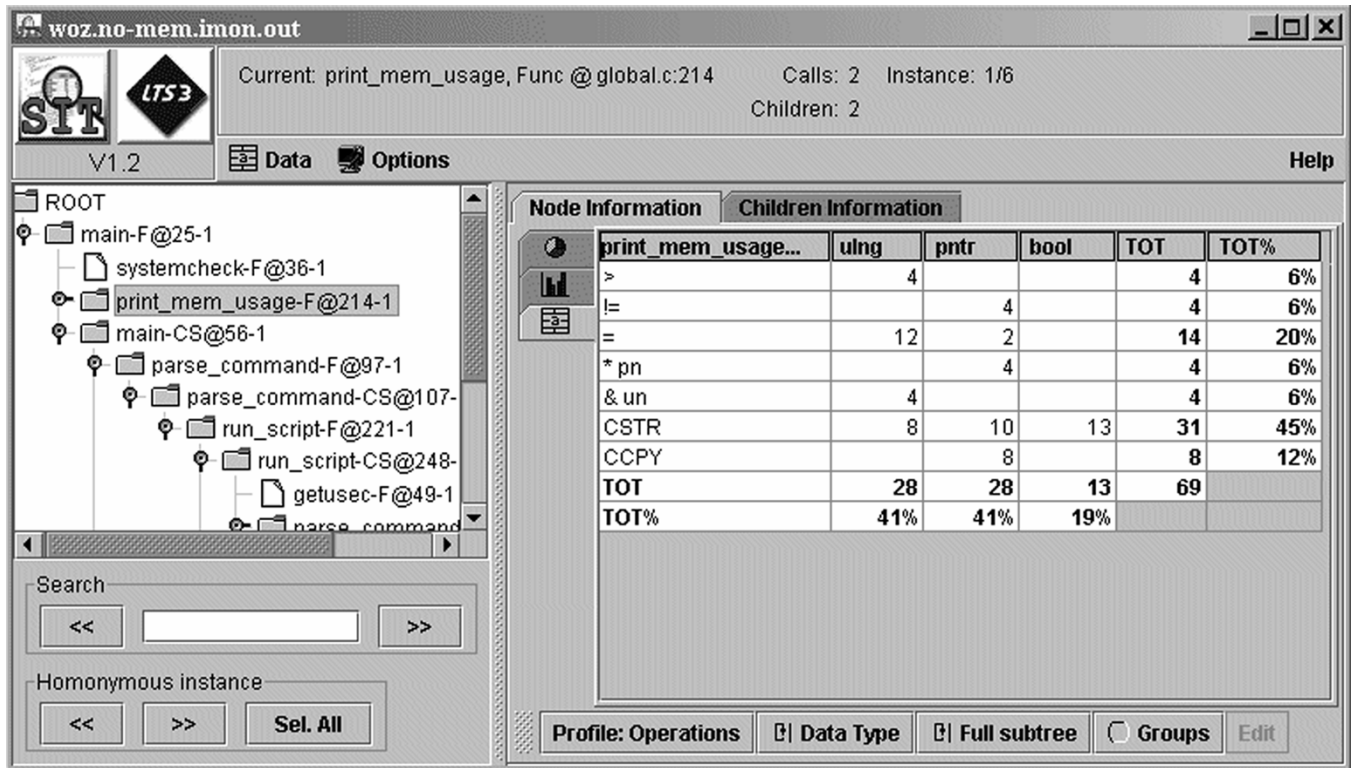 woz.no-mem.imon.out
SIT LTS3
V1.2
Current: print_mem_usage, Func @ global.c:214 Calls: 2 Instance: 1/6
Children: 2
Data Options Help
ROOT
main-F@25-1
systemcheck-F@36-1
print_mem_usage-F@214-1
main-CS@56-1
parse_command-F@97-1
parse_command-CS@107-
run_script-F@221-1
run_script-CS@248-
getusec-F@49-1
parse_command
Search
<< >>
Homonymous instance
<< >> Sel. All
Node Information Children Information
print_mem_usage... ulng pntr bool TOT TOT%
> 4 4 6%
!= 4 4 6%
= 12 2 14 20%
* pn 4 4 6%
& un 4 4 6%
CSTR 8 10 13 31 45%
CCPY 8 8 12%
TOT 28 28 13 69
TOT% 41% 41% 19%
Profile: Operations Data Type Full subtree Groups Edit